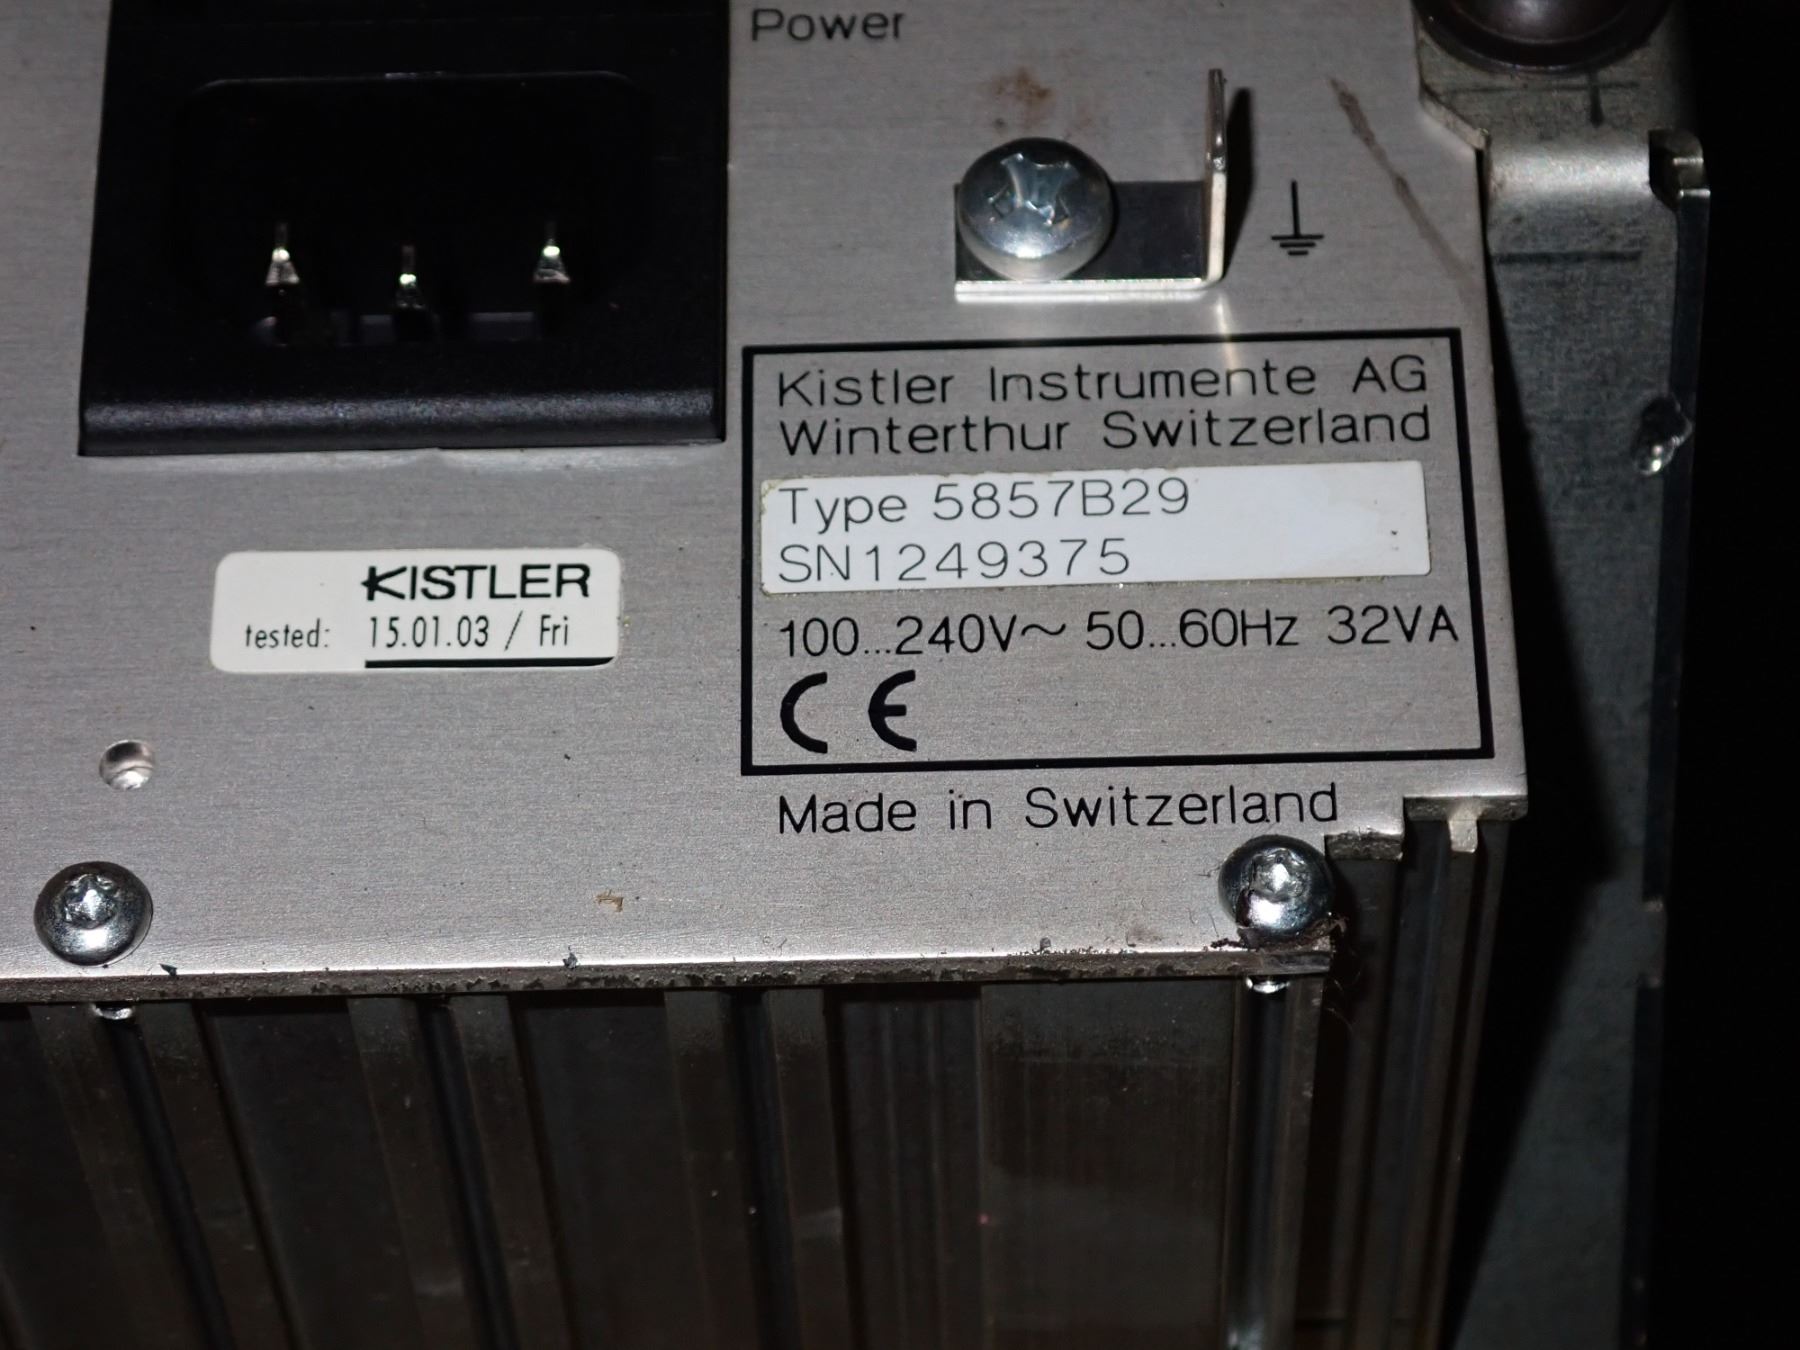 Power
Kistler Instrumente AG
Winterthur Switzerland
Type 5857B29
SN1249375
100...240V~ 50...60Hz 32VA
CE
Made in Switzerland
KISTLER
tested: 15.01.03 / Fri